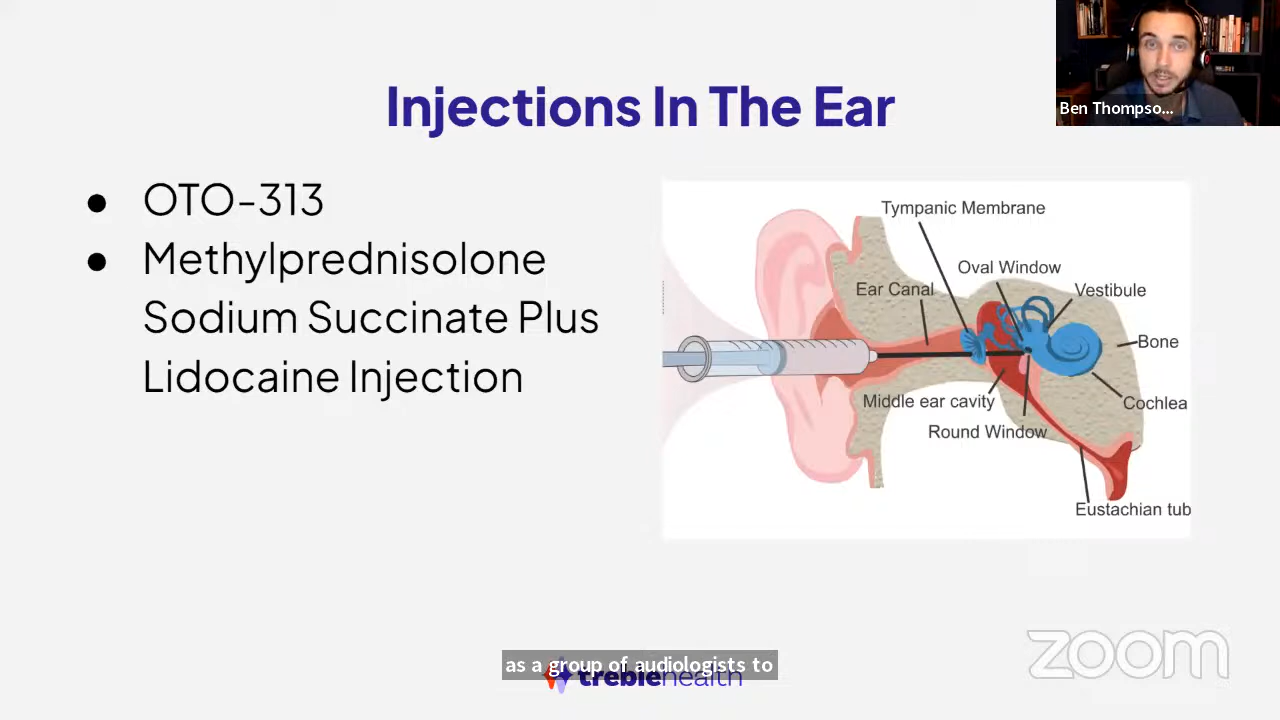 Injections In The Ear
Ben Thompso...
● OTO-313
● Methylprednisolone
Sodium Succinate Plus
Lidocaine Injection
Tympanic Membrane
Oval Window
Ear Canal
Vestibule
Bone
Middle ear cavity
Cochlea
Round Window
Eustachian tub
zoom
as a group of audiologists to
treblehealth